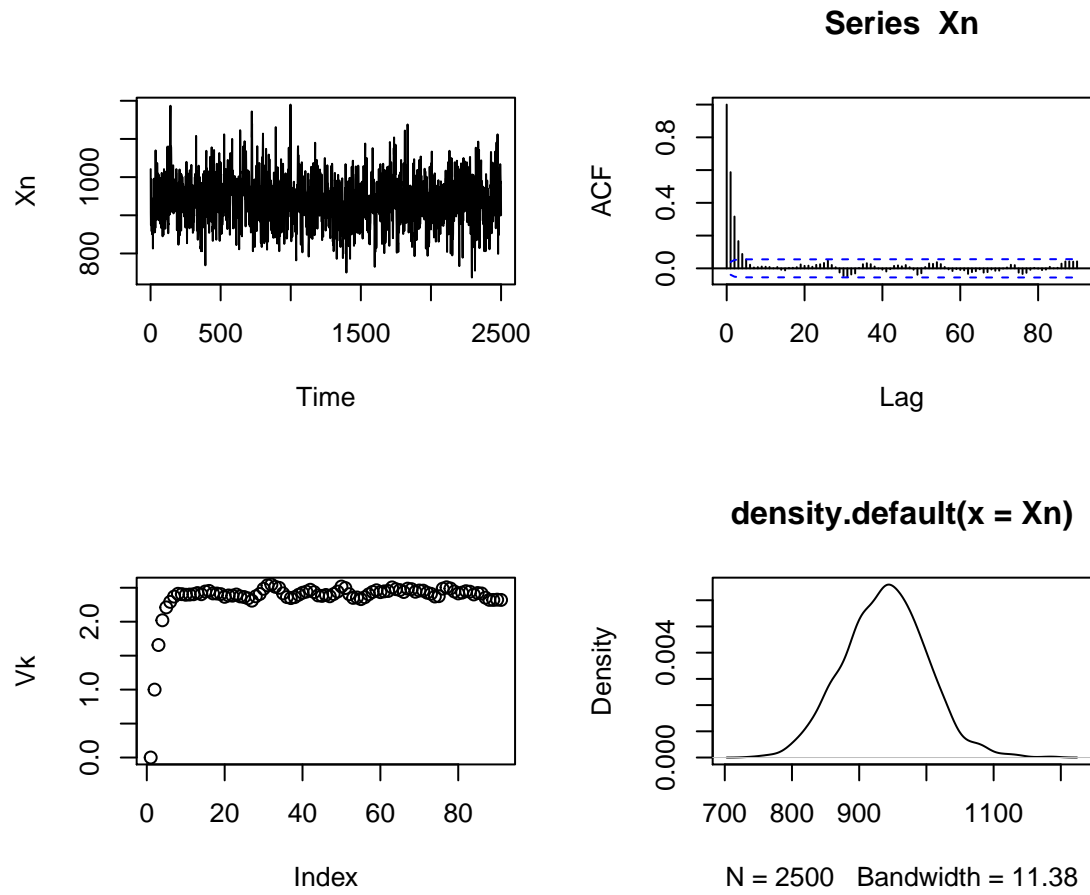 Xn
800 1000
0 500 1500 2500
Time
Series Xn
ACF
0.0 0.4 0.8
0 20 40 60 80
Lag
Vk
0.0 1.0 2.0
0 20 40 60 80
Index
density.default(x = Xn)
Density
0.000 0.004
700 800 900 1100
N = 2500 Bandwidth = 11.38